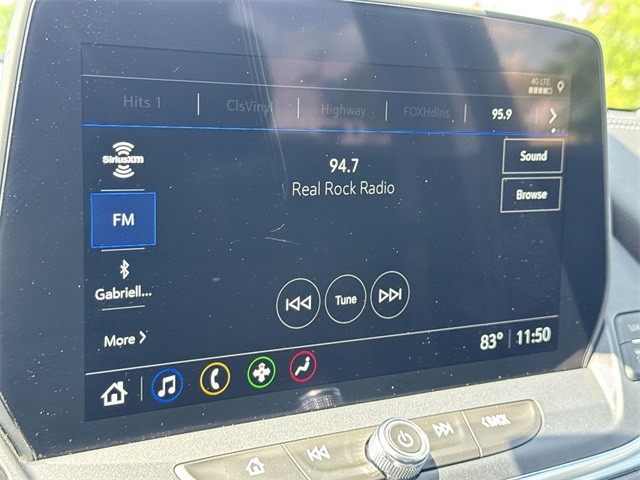 4G LTE
Hits 1
ClsVinyl
Highway
FOXHdlns
95.9
SiriusXM
94.7
Real Rock Radio
Sound
Browse
FM
Gabriell...
Tune
More
83° 11:50
BACK